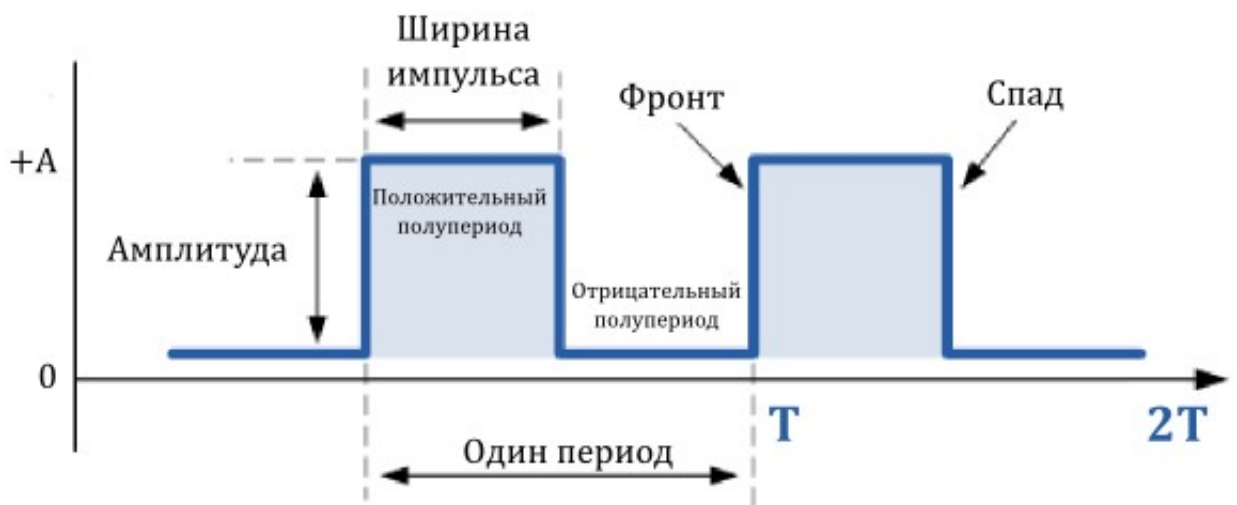 Ширина
импульса
Фронт
Спад
+A
Положительный
полупериод
Амплитуда
Отрицательный
полупериод
0
T
2T
Один период